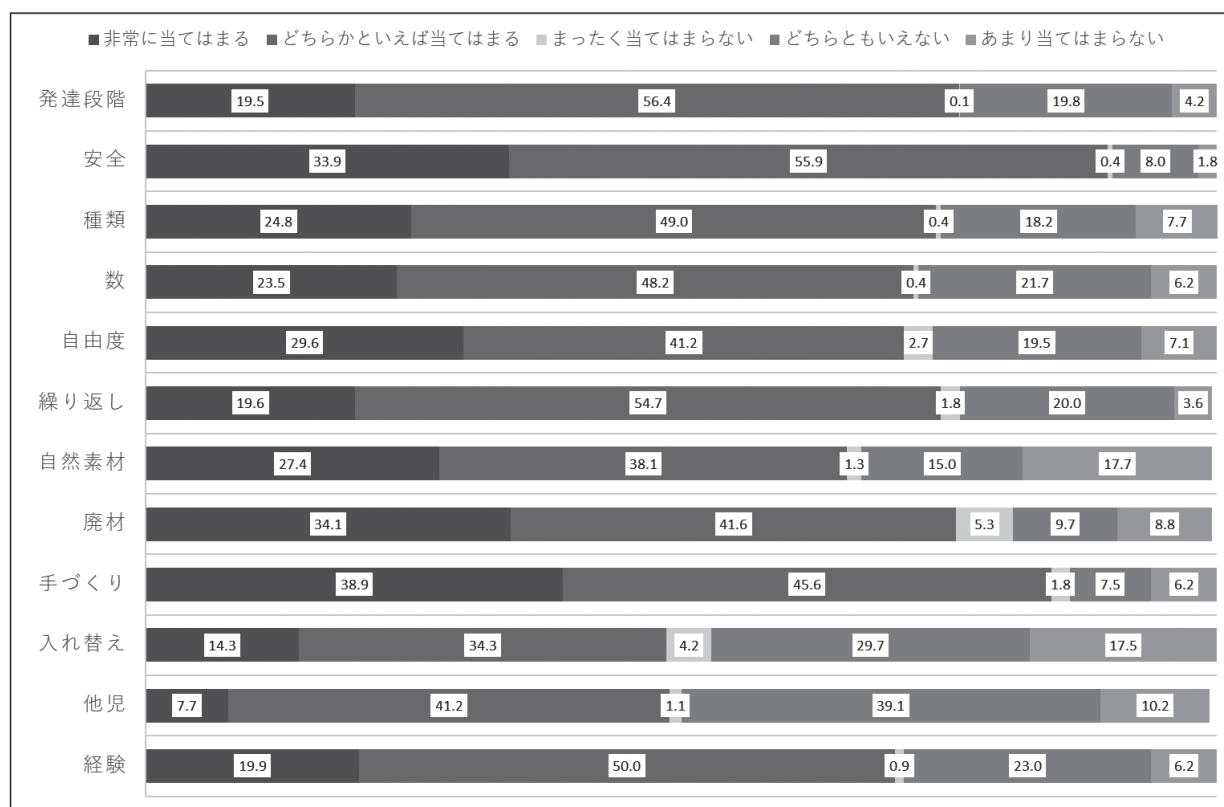 ■非常に当てはまる ■どちらかといえば当てはまる ■まったく当てはまらない ■どちらともいえない ■あまり当てはまらない
発達段階 19.5 56.4 0.1 19.8 4.2
安全 33.9 55.9 0.4 8.0 1.8
種類 24.8 49.0 0.4 18.2 7.7
数 23.5 48.2 0.4 21.7 6.2
自由度 29.6 41.2 2.7 19.5 7.1
繰り返し 19.6 54.7 1.8 20.0 3.6
自然素材 27.4 38.1 1.3 15.0 17.7
廃材 34.1 41.6 5.3 9.7 8.8
手づくり 38.9 45.6 1.8 7.5 6.2
入れ替え 14.3 34.3 4.2 29.7 17.5
他児 7.7 41.2 1.1 39.1 10.2
経験 19.9 50.0 0.9 23.0 6.2